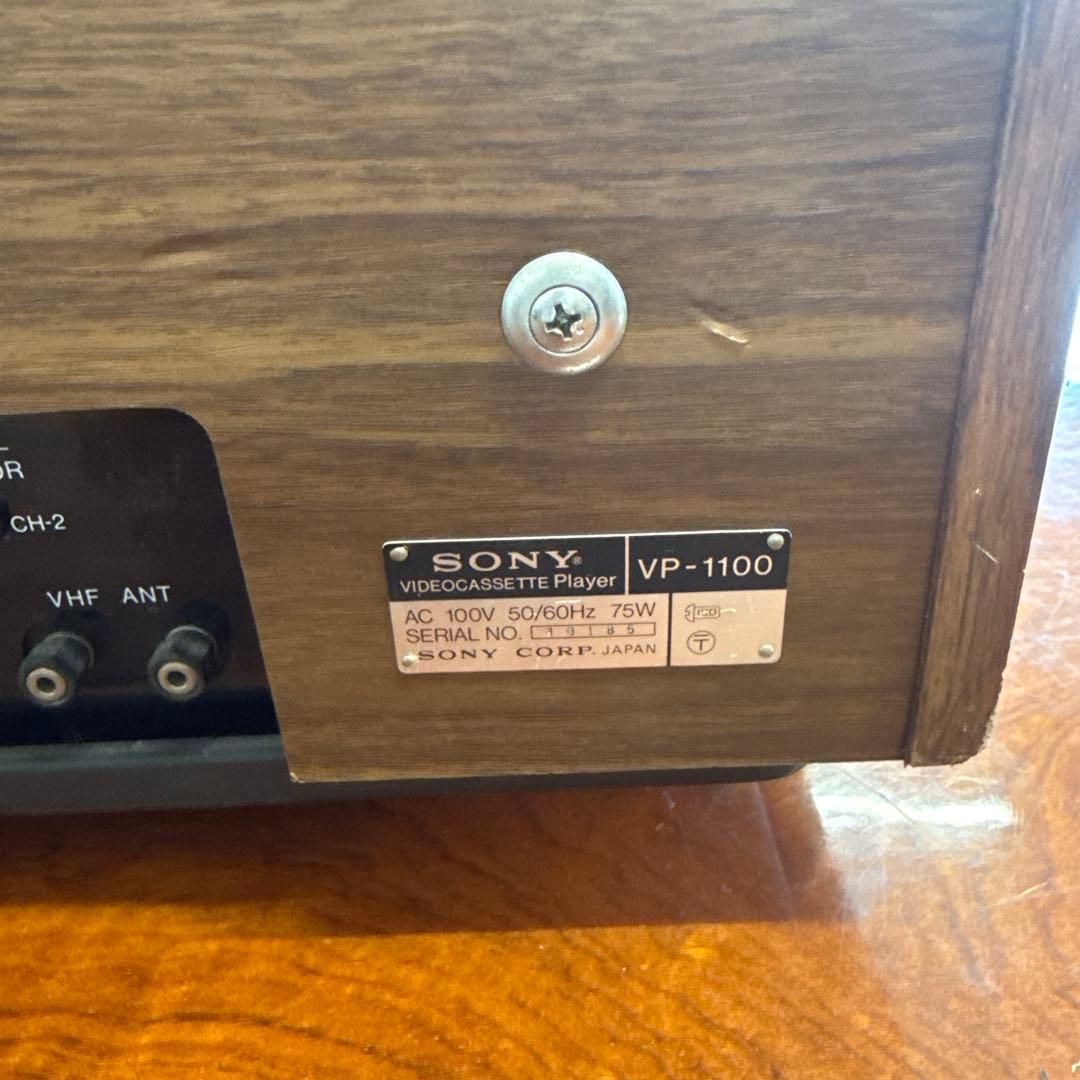 CH-2
VHF ANT
SONY®
VIDEOCASSETTE Player
VP-1100
AC 100V 50/60Hz 75W
SERIAL NO. 19185
SONY CORP. JAPAN
ISO
T